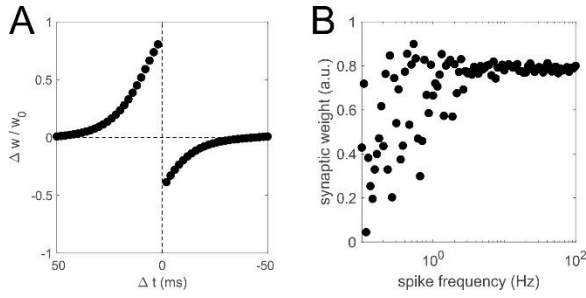 A
Δ w / w₀
1
0.5
0
-0.5
-1
50
0
-50
Δ t (ms)
B
synaptic weight (a.u.)
1
0.8
0.6
0.4
0.2
0
10⁰
10¹
10²
spike frequency (Hz)